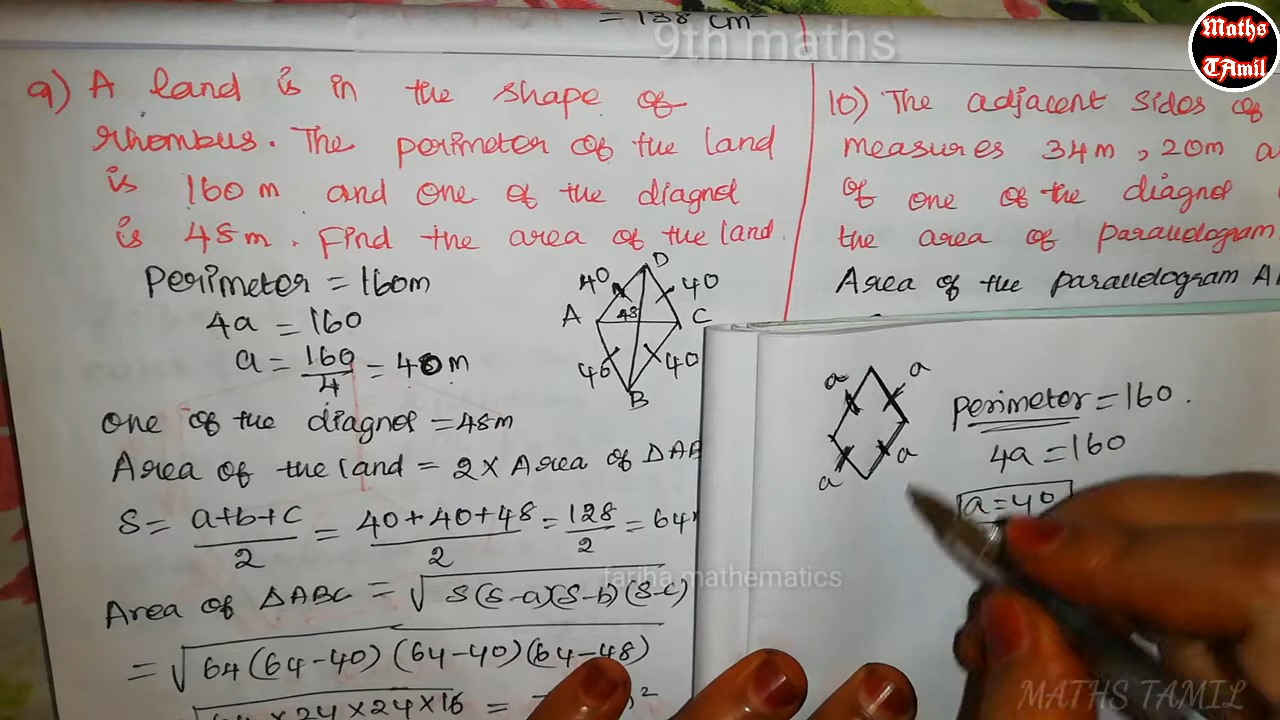 = 138 cm²
9th maths
Maths
TAmil
9) A land is in the shape of
rhombus. The perimeter of the land
is 160 m and one of the diagnol
is 48m. Find the area of the land.
Perimeter = 160m
4a = 160
a = 160/4 = 40 m
D
40 40
A 48 C
40 40
B
one of the diagnol = 48m
Area of the land = 2 × Area of ΔAB
S = a+b+c/2 = 40+40+48/2 = 128/2 = 64
Area of ΔABC = √S(S-a)(S-b)(S-c)
= √64(64-40)(64-40)(64-48)
×24×24×16 =
10) The adjacent sides of
measures 34m, 20m
of one of the diagnol
the area of parallelogram
Area of the parallelogram
a a
a a
Perimeter = 160.
4a = 160
a = 40
fariha mathematics
MATHS TAMIL